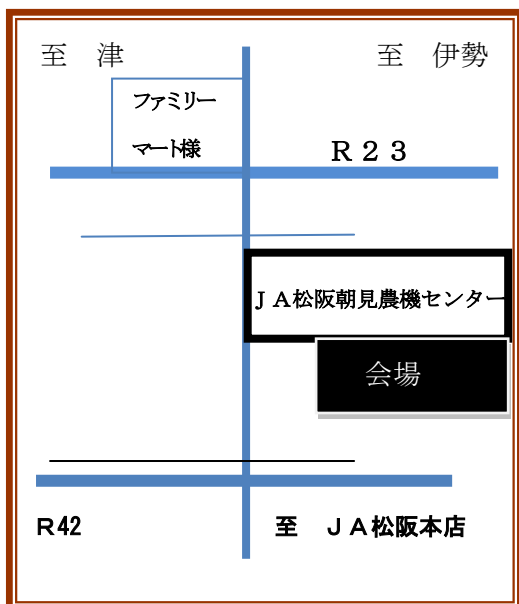 至　津
至　伊勢
ファミリー
マート様
Ｒ２３
ＪＡ松阪朝見農機センター
会場
Ｒ42
至　ＪＡ松阪本店